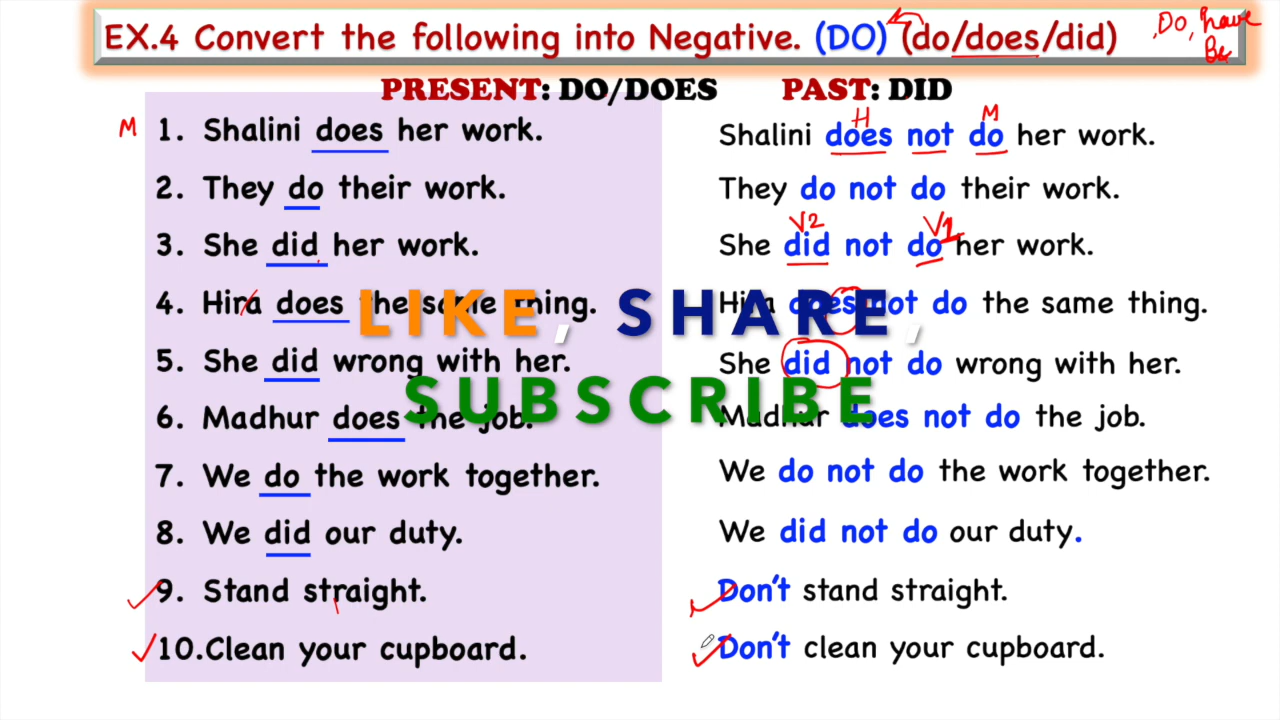 EX.4 Convert the following into Negative. (DO) (do/does/did)
Do, have
Be
PRESENT: DO/DOES PAST: DID
M
1. Shalini does her work.
H M
Shalini does not do her work.
2. They do their work.
They do not do their work.
3. She did her work.
V2 V1
She did not do her work.
4. Hira does the same thing.
Hira does not do the same thing.
LIKE, SHARE,
5. She did wrong with her.
She did not do wrong with her.
SUBSCRIBE
6. Madhur does the job.
Madhur does not do the job.
7. We do the work together.
We do not do the work together.
8. We did our duty.
We did not do our duty.
9. Stand straight.
Don't stand straight.
10.Clean your cupboard.
Don't clean your cupboard.